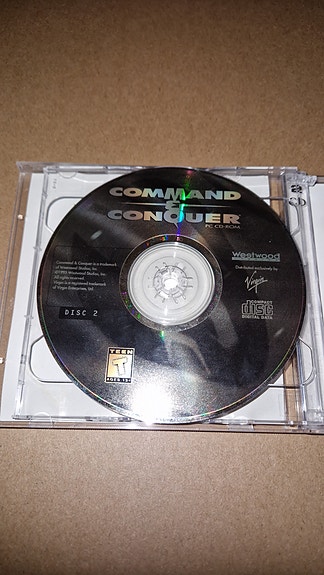 COMMAND
&
CONQUER
PC CD-ROM
Westwood
Distributed exclusively by
Virgin
Command & Conquer is a trademark
of Westwood Studios, Inc.
©1995 Westwood Studios, Inc.
All rights reserved.
Virgin is a registered trademark
of Virgin Enterprises, Ltd.
DISC 2
COMPACT
disc
DIGITAL DATA
TEEN
T
AGES 13+